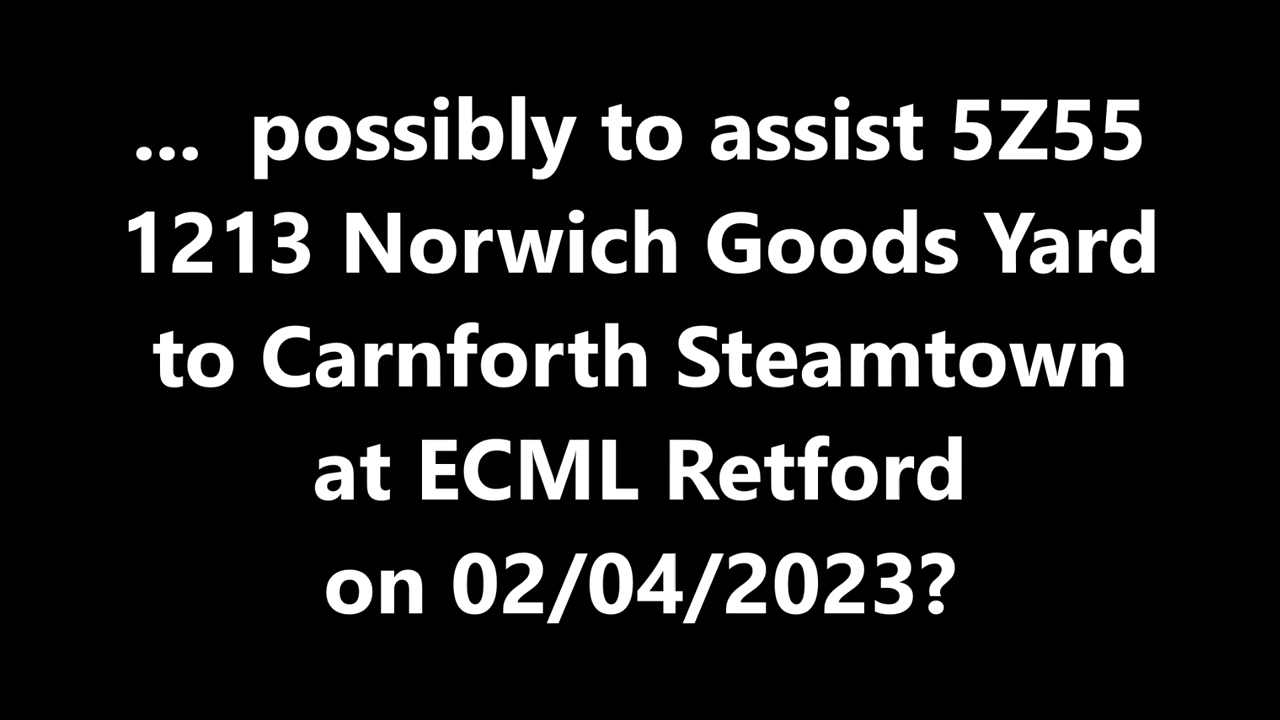 ...  possibly to assist 5Z55
1213 Norwich Goods Yard
to Carnforth Steamtown
at ECML Retford
on 02/04/2023?